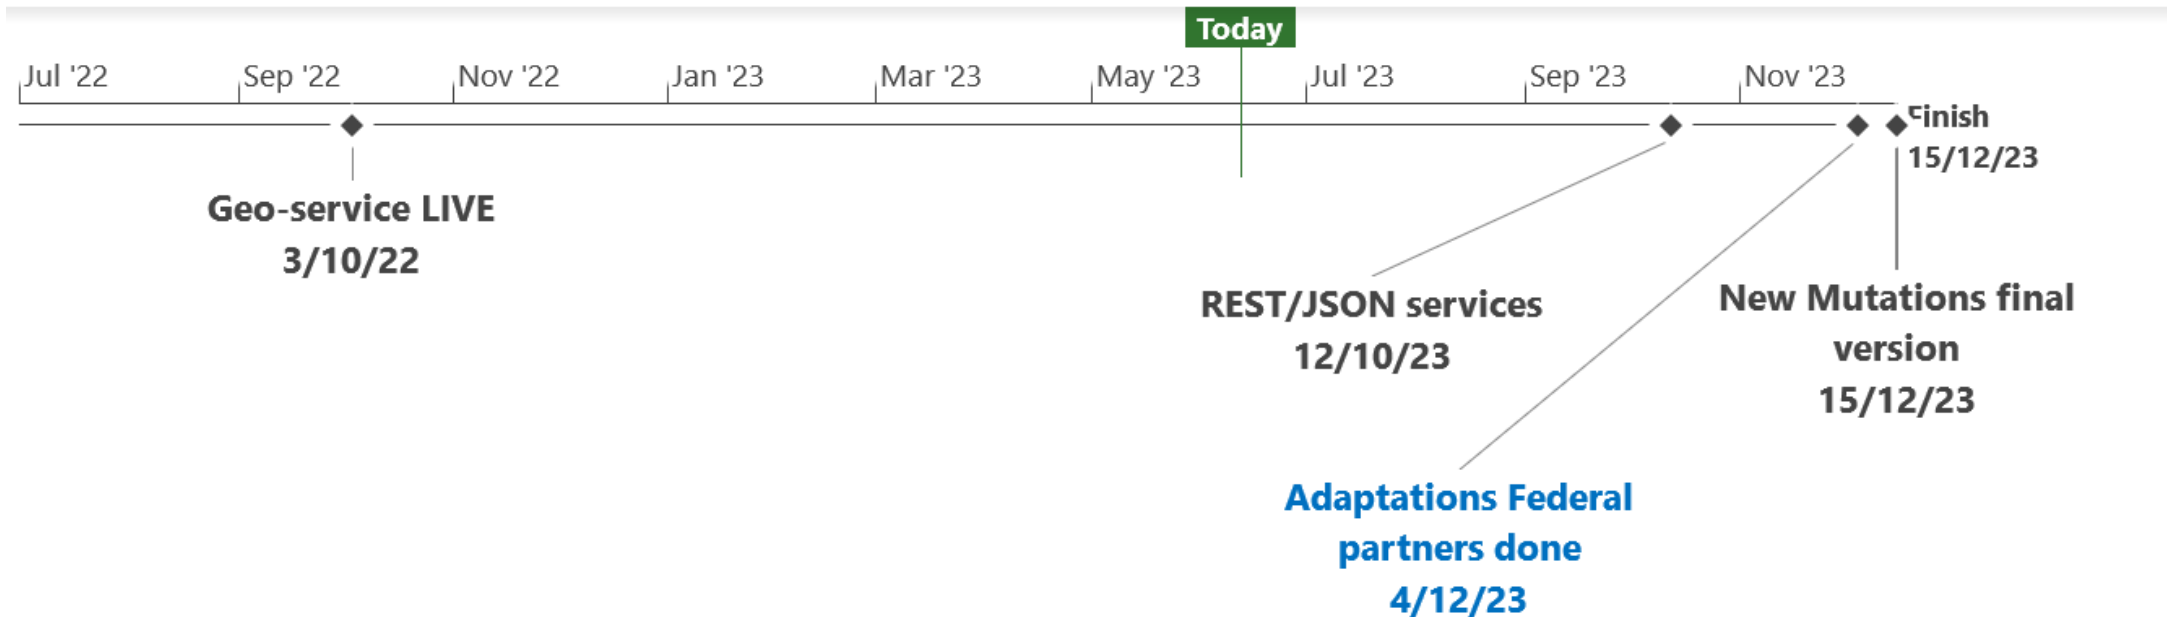 Today
Jul '22 Sep '22 Nov '22 Jan '23 Mar '23 May '23 Jul '23 Sep '23 Nov '23
Finish
15/12/23
Geo-service LIVE
3/10/22
REST/JSON services
12/10/23
New Mutations final
version
15/12/23
Adaptations Federal
partners done
4/12/23